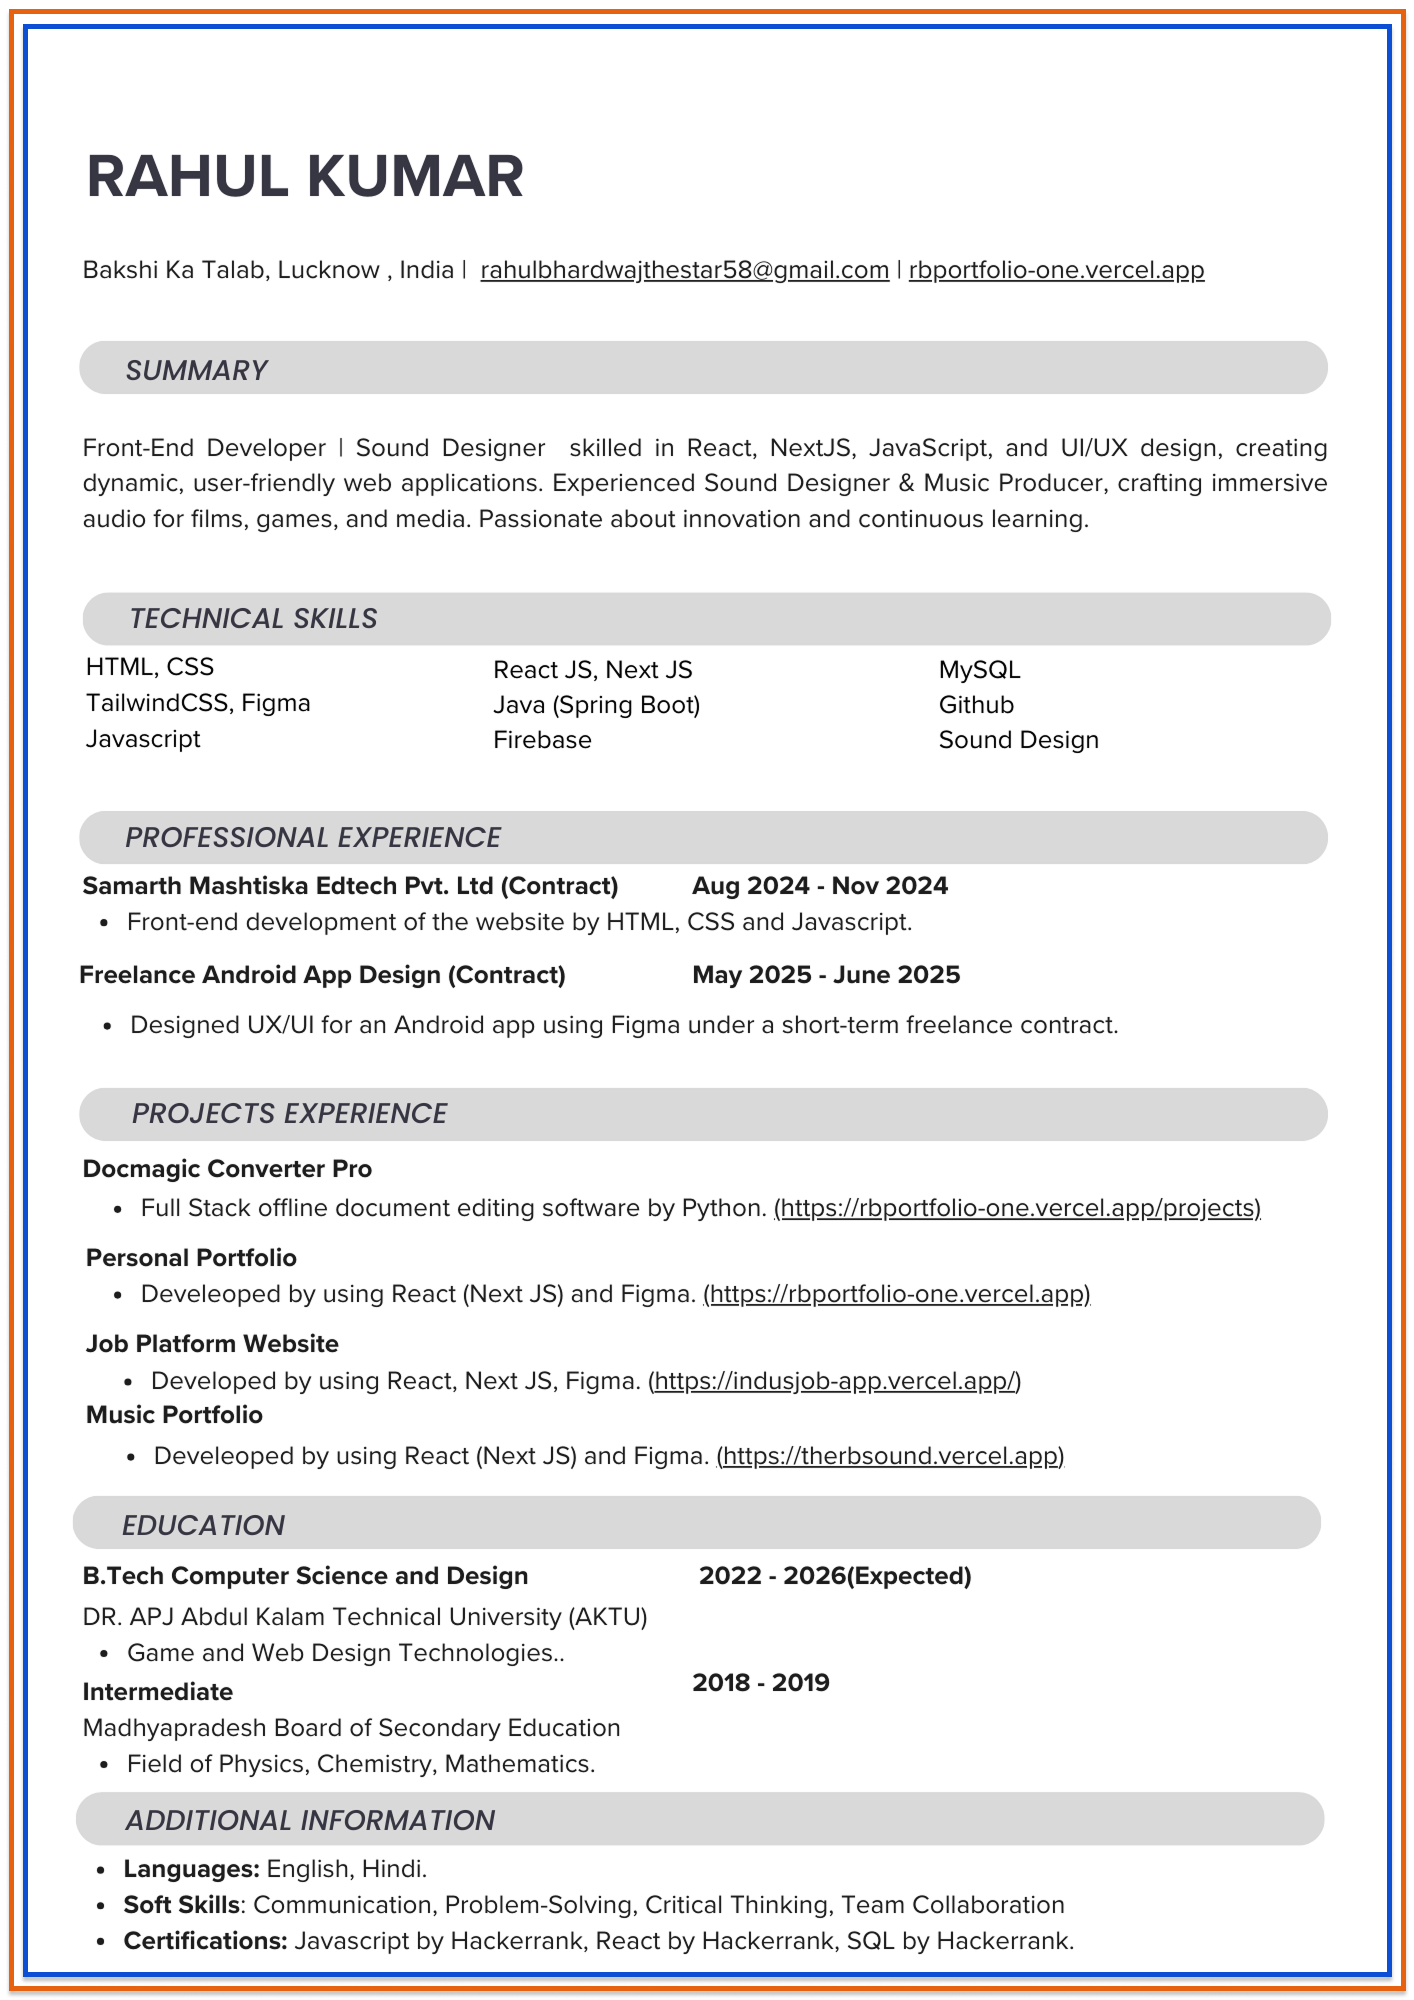 RAHUL KUMAR
Bakshi Ka Talab, Lucknow , India | rahulbhardwajthestar58@gmail.com | rbportfolio-one.vercel.app
SUMMARY
Front-End Developer | Sound Designer skilled in React, NextJS, JavaScript, and UI/UX design, creating
dynamic, user-friendly web applications. Experienced Sound Designer & Music Producer, crafting immersive
audio for films, games, and media. Passionate about innovation and continuous learning.
TECHNICAL SKILLS
HTML, CSS
TailwindCSS, Figma
Javascript
React JS, Next JS
Java (Spring Boot)
Firebase
MySQL
Github
Sound Design
PROFESSIONAL EXPERIENCE
Samarth Mashtiska Edtech Pvt. Ltd (Contract) Aug 2024 - Nov 2024
• Front-end development of the website by HTML, CSS and Javascript.
Freelance Android App Design (Contract) May 2025 - June 2025
• Designed UX/UI for an Android app using Figma under a short-term freelance contract.
PROJECTS EXPERIENCE
Docmagic Converter Pro
• Full Stack offline document editing software by Python. (https://rbportfolio-one.vercel.app/projects)
Personal Portfolio
• Develeoped by using React (Next JS) and Figma. (https://rbportfolio-one.vercel.app)
Job Platform Website
• Developed by using React, Next JS, Figma. (https://indusjob-app.vercel.app/)
Music Portfolio
• Develeoped by using React (Next JS) and Figma. (https://therbsound.vercel.app)
EDUCATION
B.Tech Computer Science and Design 2022 - 2026(Expected)
DR. APJ Abdul Kalam Technical University (AKTU)
• Game and Web Design Technologies..
Intermediate 2018 - 2019
Madhyapradesh Board of Secondary Education
• Field of Physics, Chemistry, Mathematics.
ADDITIONAL INFORMATION
• Languages: English, Hindi.
• Soft Skills: Communication, Problem-Solving, Critical Thinking, Team Collaboration
• Certifications: Javascript by Hackerrank, React by Hackerrank, SQL by Hackerrank.